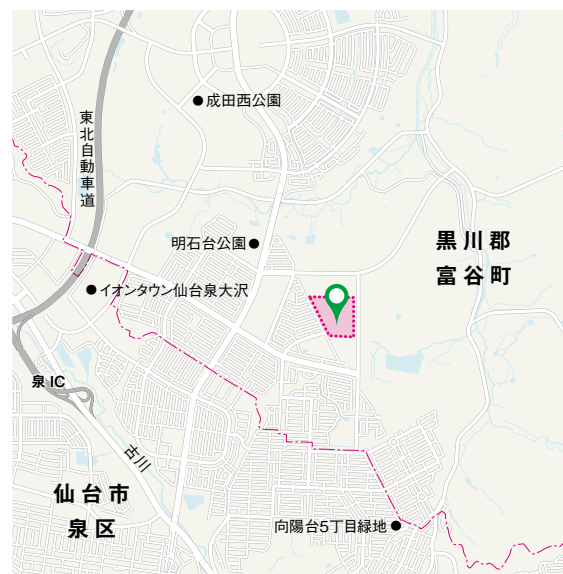 成田西公園
東北自動車道
明石台公園
黒川郡
富谷町
イオンタウン仙台泉大沢
泉IC
古川
仙台市
泉区
向陽台5丁目緑地